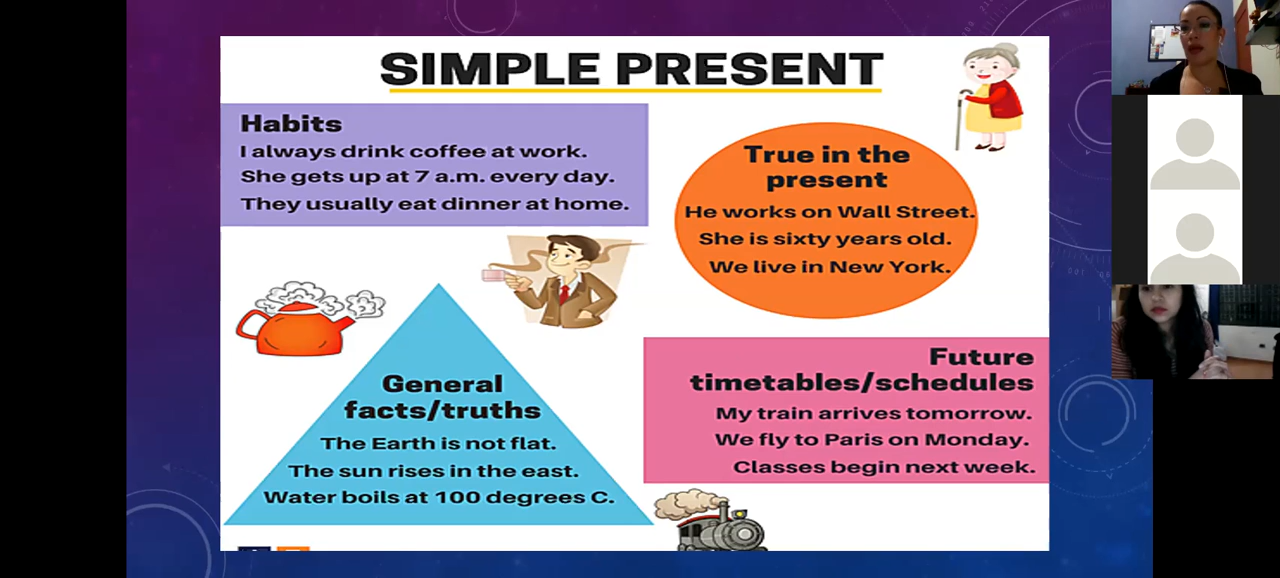 SIMPLE PRESENT
Habits
I always drink coffee at work.
She gets up at 7 a.m. every day.
They usually eat dinner at home.
True in the
present
He works on Wall Street.
She is sixty years old.
We live in New York.
General
facts/truths
The Earth is not flat.
The sun rises in the east.
Water boils at 100 degrees C.
Future
timetables/schedules
My train arrives tomorrow.
We fly to Paris on Monday.
Classes begin next week.